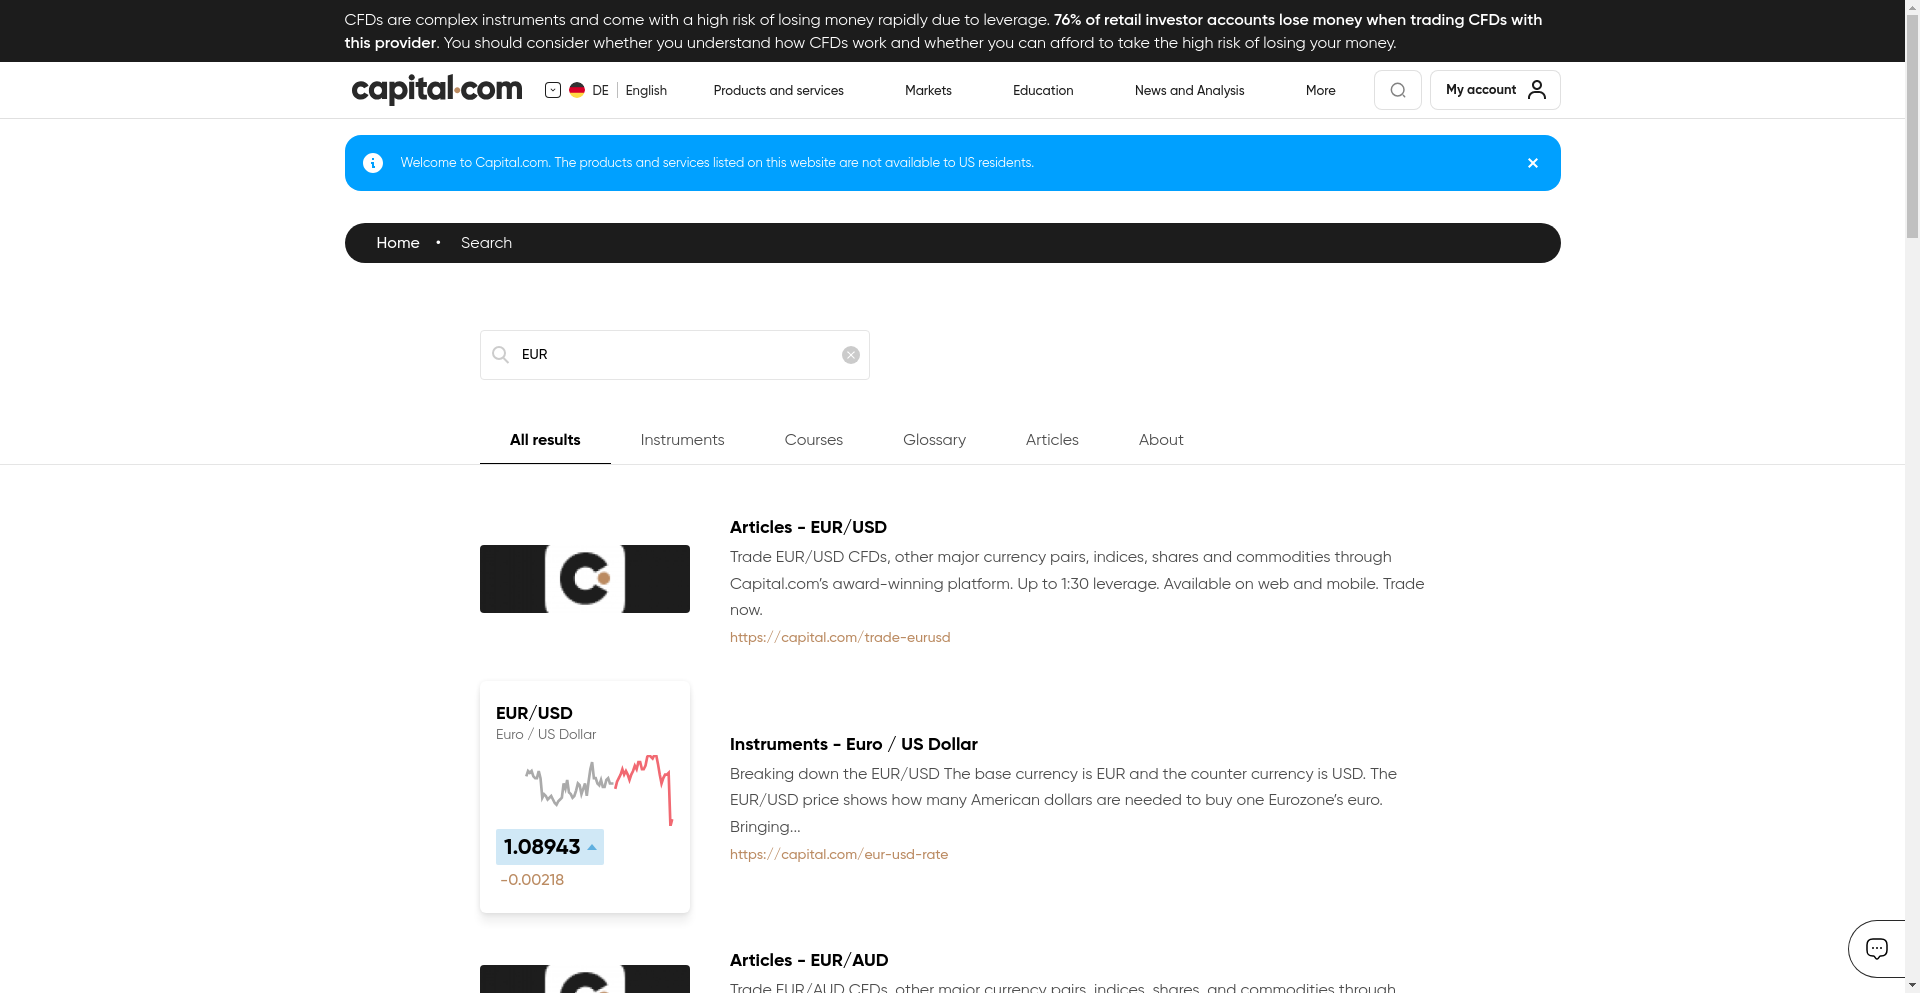 CFDs are complex instruments and come with a high risk of losing money rapidly due to leverage. 76% of retail investor accounts lose money when trading CFDs with
this provider. You should consider whether you understand how CFDs work and whether you can afford to take the high risk of losing your money.
capital.com DE English Products and services Markets Education News and Analysis More My account
Welcome to Capital.com. The products and services listed on this website are not available to US residents.
Home • Search
EUR
All results Instruments Courses Glossary Articles About
Articles - EUR/USD
Trade EUR/USD CFDs, other major currency pairs, indices, shares and commodities through
Capital.com’s award-winning platform. Up to 1:30 leverage. Available on web and mobile. Trade
now.
https://capital.com/trade-eurusd
EUR/USD
Euro / US Dollar
1.08943
-0.00218
Instruments - Euro / US Dollar
Breaking down the EUR/USD The base currency is EUR and the counter currency is USD. The
EUR/USD price shows how many American dollars are needed to buy one Eurozone’s euro.
Bringing...
https://capital.com/eur-usd-rate
Articles - EUR/AUD
Trade EUR/AUD CFDs, other major currency pairs, indices, shares, and commodities through